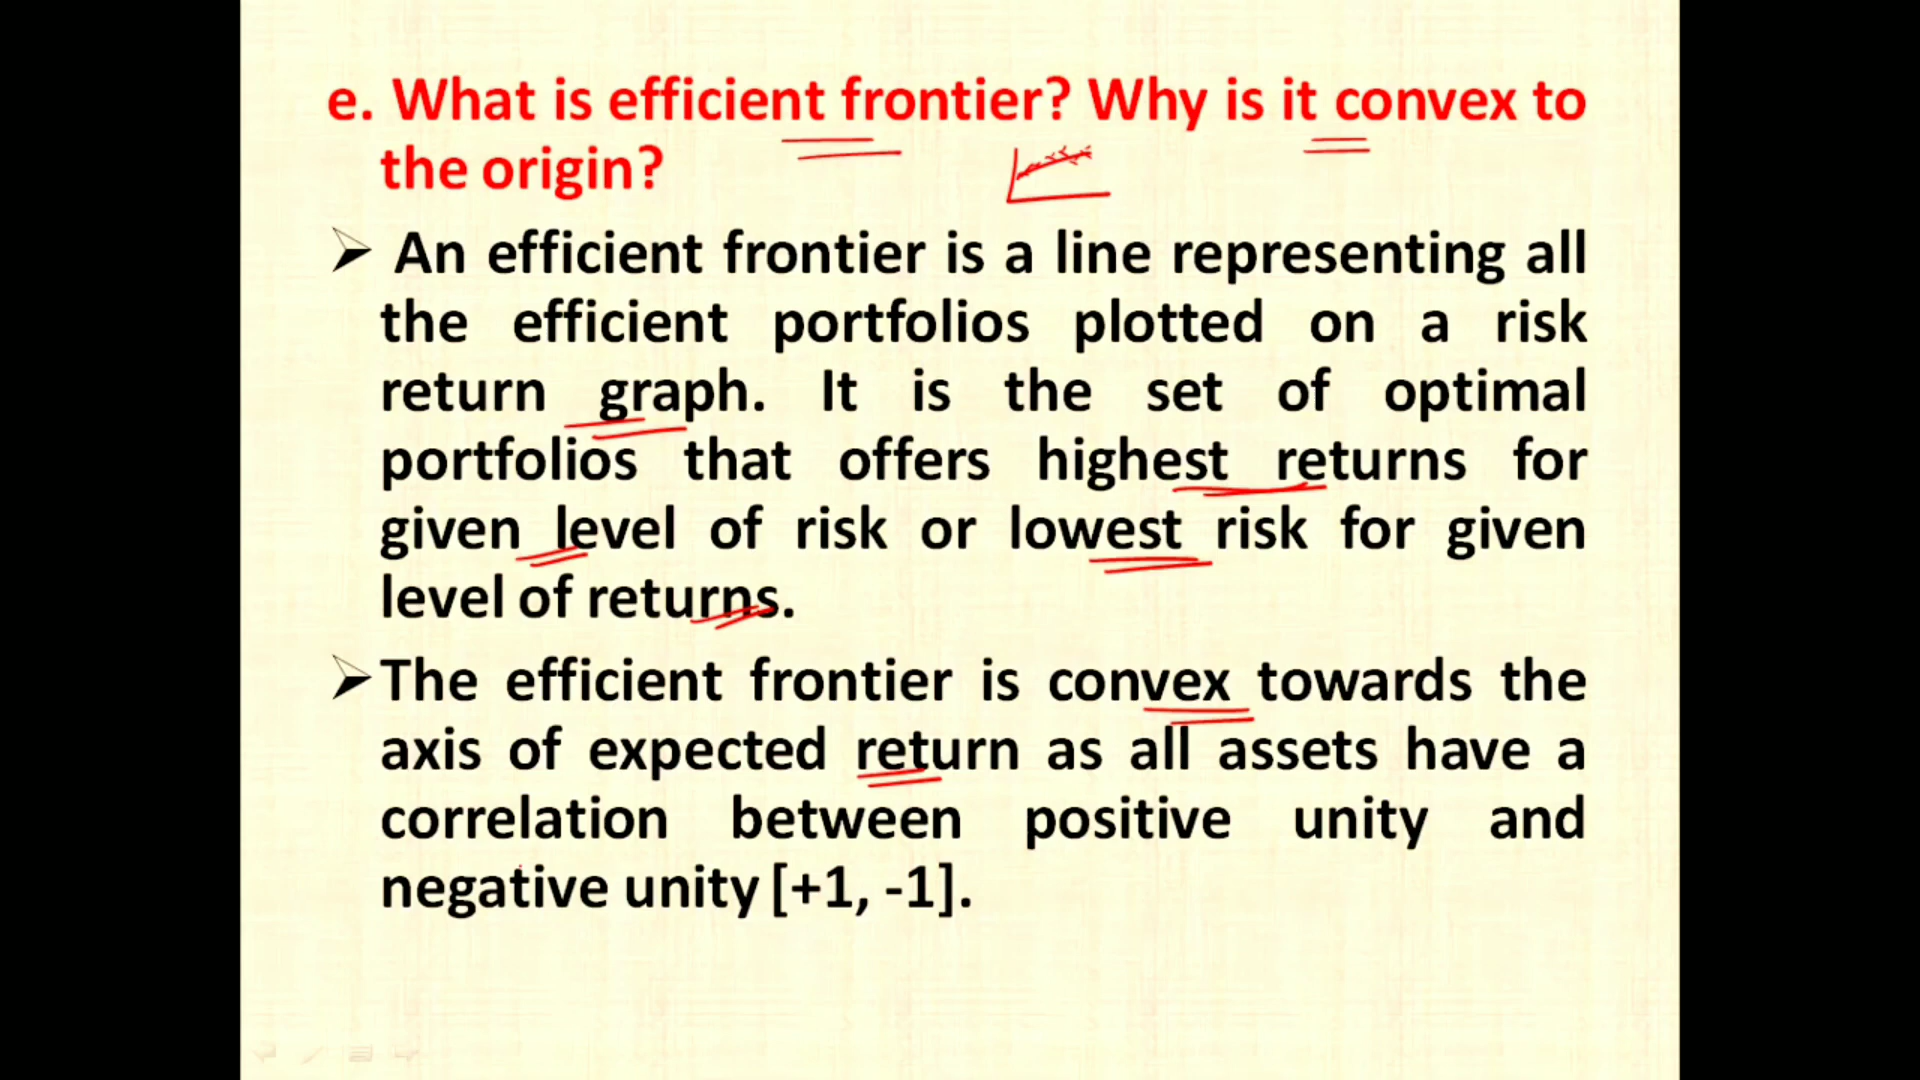 e. What is efficient frontier? Why is it convex to
the origin?
➢ An efficient frontier is a line representing all
the efficient portfolios plotted on a risk
return graph. It is the set of optimal
portfolios that offers highest returns for
given level of risk or lowest risk for given
level of returns.
➢ The efficient frontier is convex towards the
axis of expected return as all assets have a
correlation between positive unity and
negative unity [+1, -1].